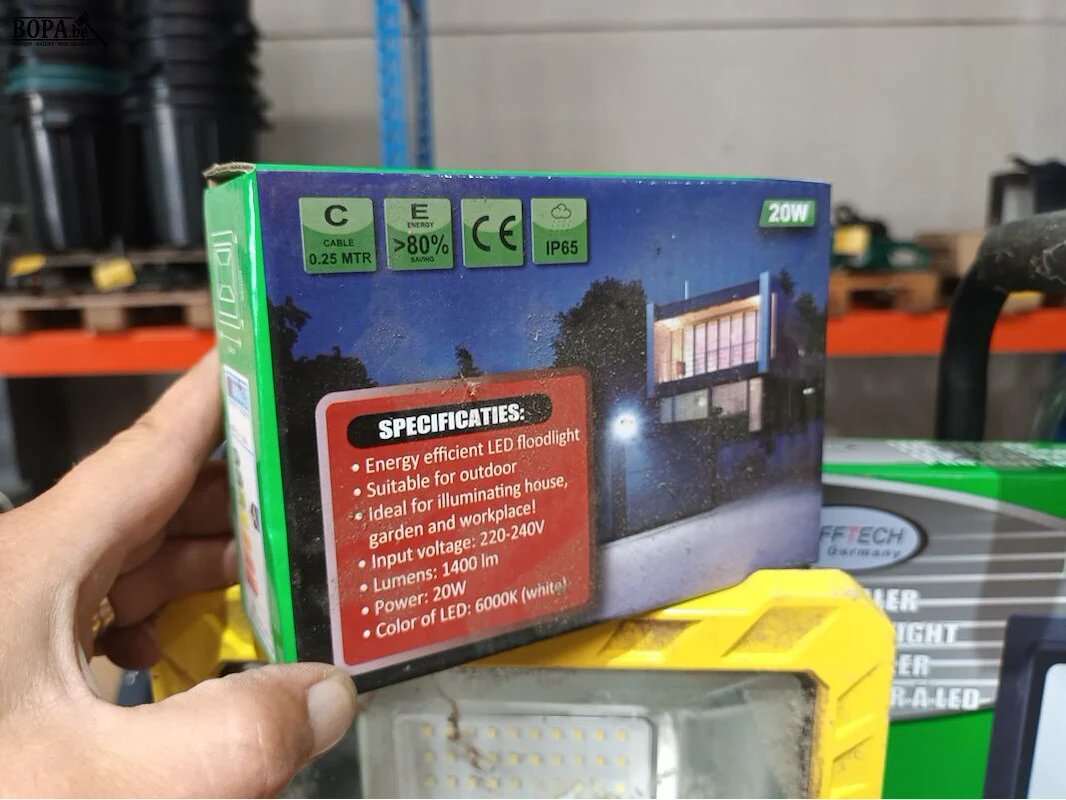 BOPA.be
C
CABLE
0.25 MTR
E
ENERGY
>80%
SAVING
CE
IP65
20W
SPECIFICATIES:
• Energy efficient LED floodlight
• Suitable for outdoor
• Ideal for illuminating house,
garden and workplace!
• Input voltage: 220-240V
• Lumens: 1400 lm
• Power: 20W
• Color of LED: 6000K (white)
FFTECH
Germany
LER
IGHT
ER
R-A-LED